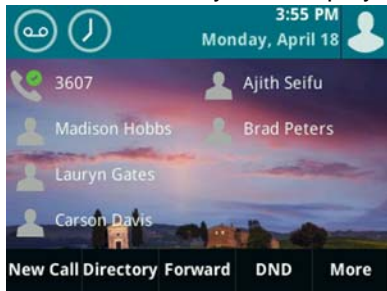 3:55 PM
Monday, April 18
3607
Ajith Seifu
Madison Hobbs
Brad Peters
Lauryn Gates
Carson Davis
New Call Directory Forward DND More